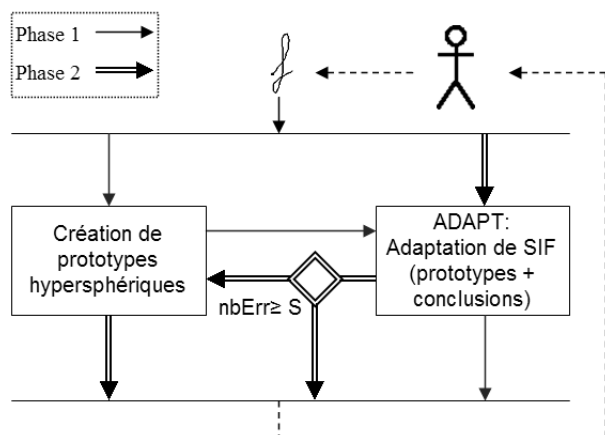 Phase 1
Phase 2
Création de
prototypes
hypersphériques
ADAPT:
Adaptation de SIF
(prototypes +
conclusions)
nbErr≥ S